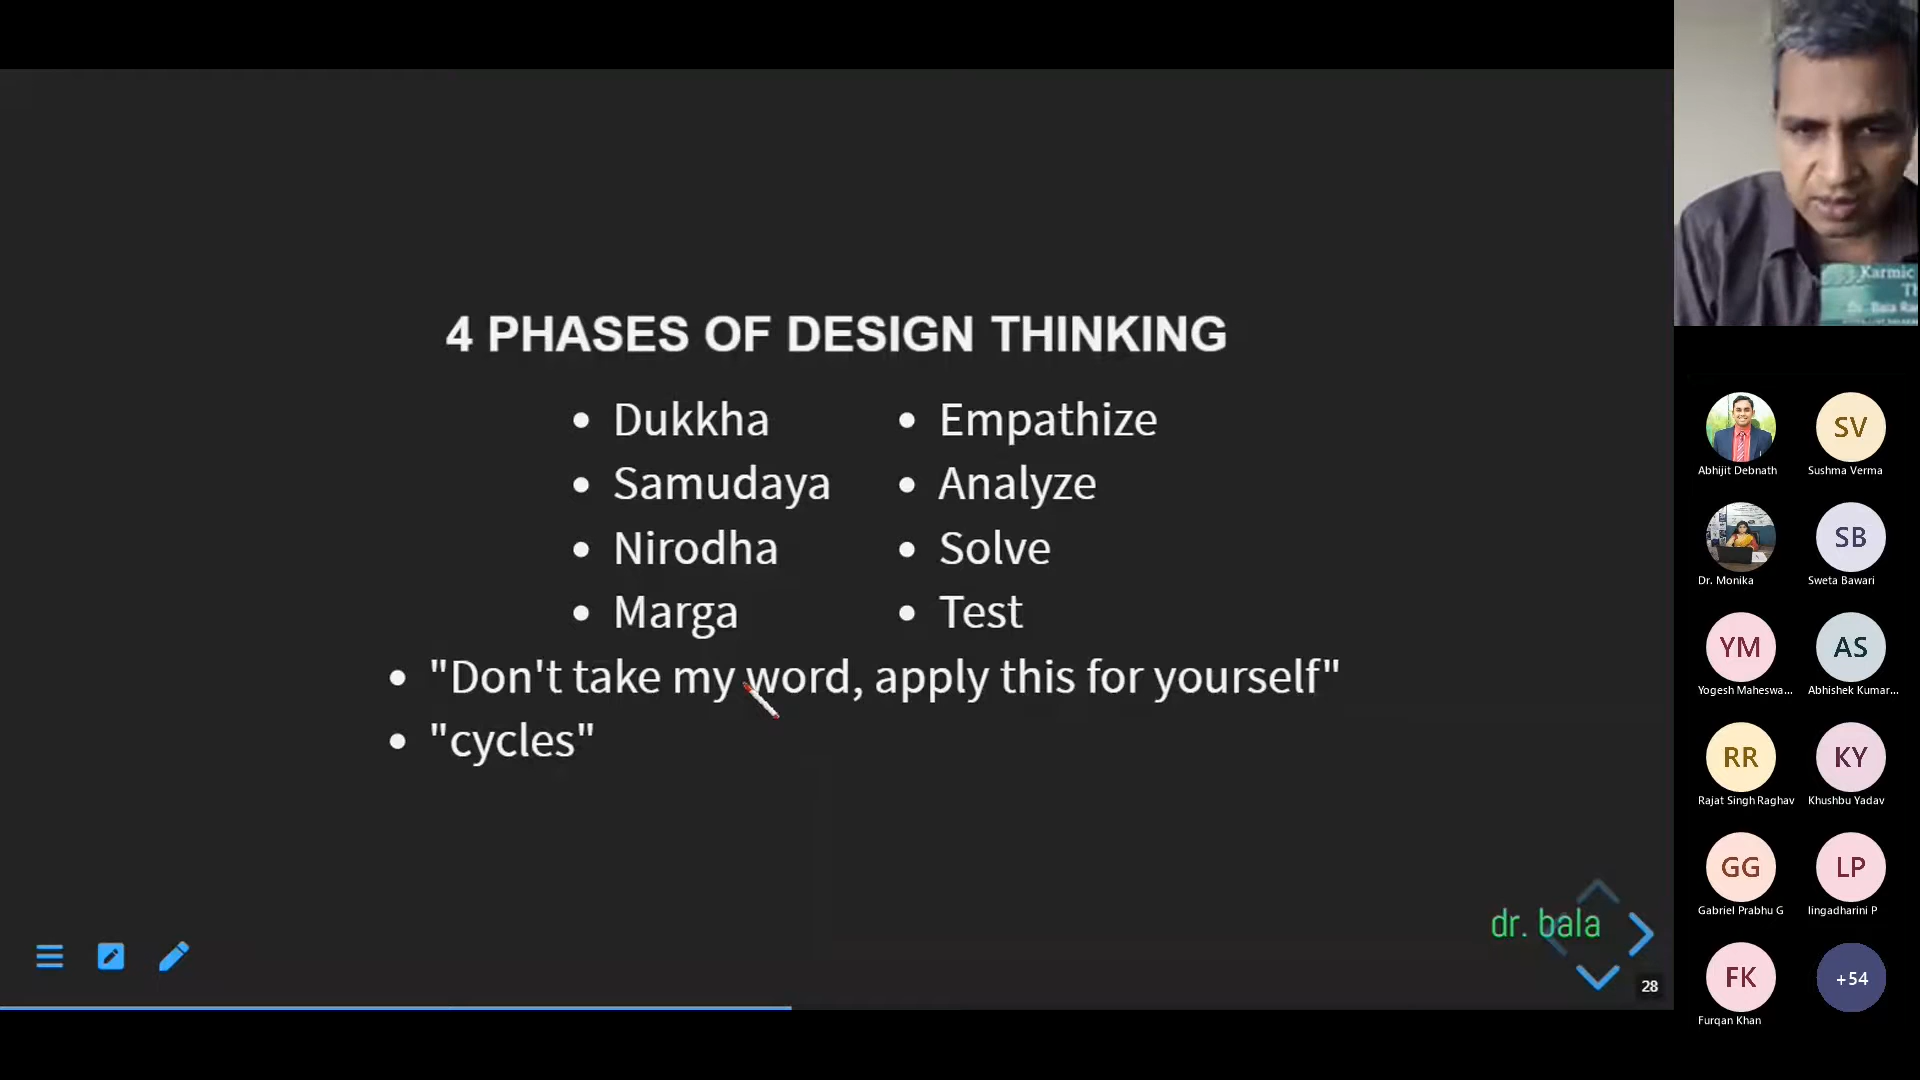 4 PHASES OF DESIGN THINKING
Dukkha
Samudaya
Nirodha
Marga
Empathize
Analyze
Solve
Test
"Don't take my word, apply this for yourself"
"cycles"
dr. bala
28
Karmic
Abhijit Debnath
SV
Sushma Verma
Dr. Monika
SB
Sweta Bawari
YM
Yogesh Maheswa...
AS
Abhishek Kumar...
RR
Rajat Singh Raghav
KY
Khushbu Yadav
GG
Gabriel Prabhu G
LP
lingadharini P
FK
Furqan Khan
+54